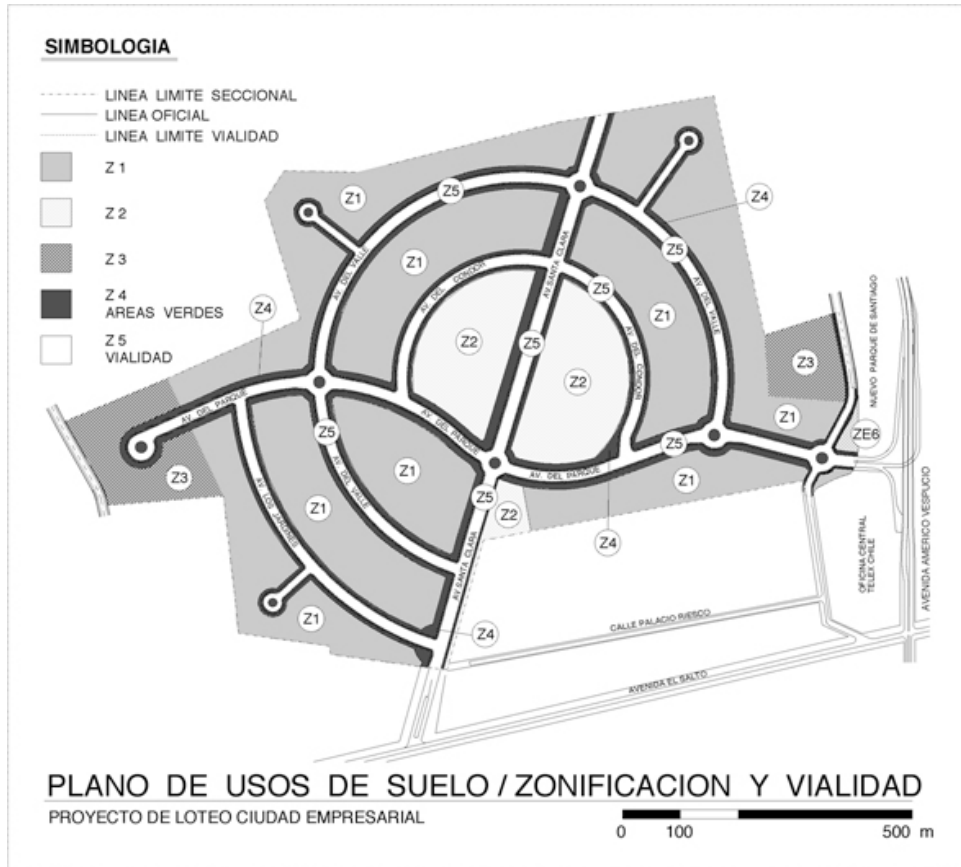 SIMBOLOGIA
LINEA LIMITE SECCIONAL
LINEA OFICIAL
LINEA LIMITE VIALIDAD
Z 1
Z 2
Z 3
Z 4
AREAS VERDES
Z 5
VIALIDAD
Z1
Z5
Z4
Z1
AV. DEL VALLE
AV. DEL CONDOR
AV. SANTA CLARA
Z5
Z5
AV. DEL VALLE
Z4
Z1
AV. DEL CONDOR
Z2
Z5
Z2
Z3
NUEVO PARQUE DE SANTIAGO
AV. DEL PARQUE
AV. DEL PARQUE
Z1
Z5
Z5
ZE6
Z3
Z1
AV. DEL VALLE
AV. DEL PARQUE
Z1
AV. LOS JARDINES
Z1
Z5
Z2
Z4
AV. SANTA CLARA
OFICINA CENTRAL
TELEX CHILE
AVENIDA AMERICO VESPUCIO
Z1
Z4
CALLE PALACIO RIESCO
AVENIDA EL SALTO
PLANO DE USOS DE SUELO / ZONIFICACION Y VIALIDAD
PROYECTO DE LOTEO CIUDAD EMPRESARIAL
0 100 500 m